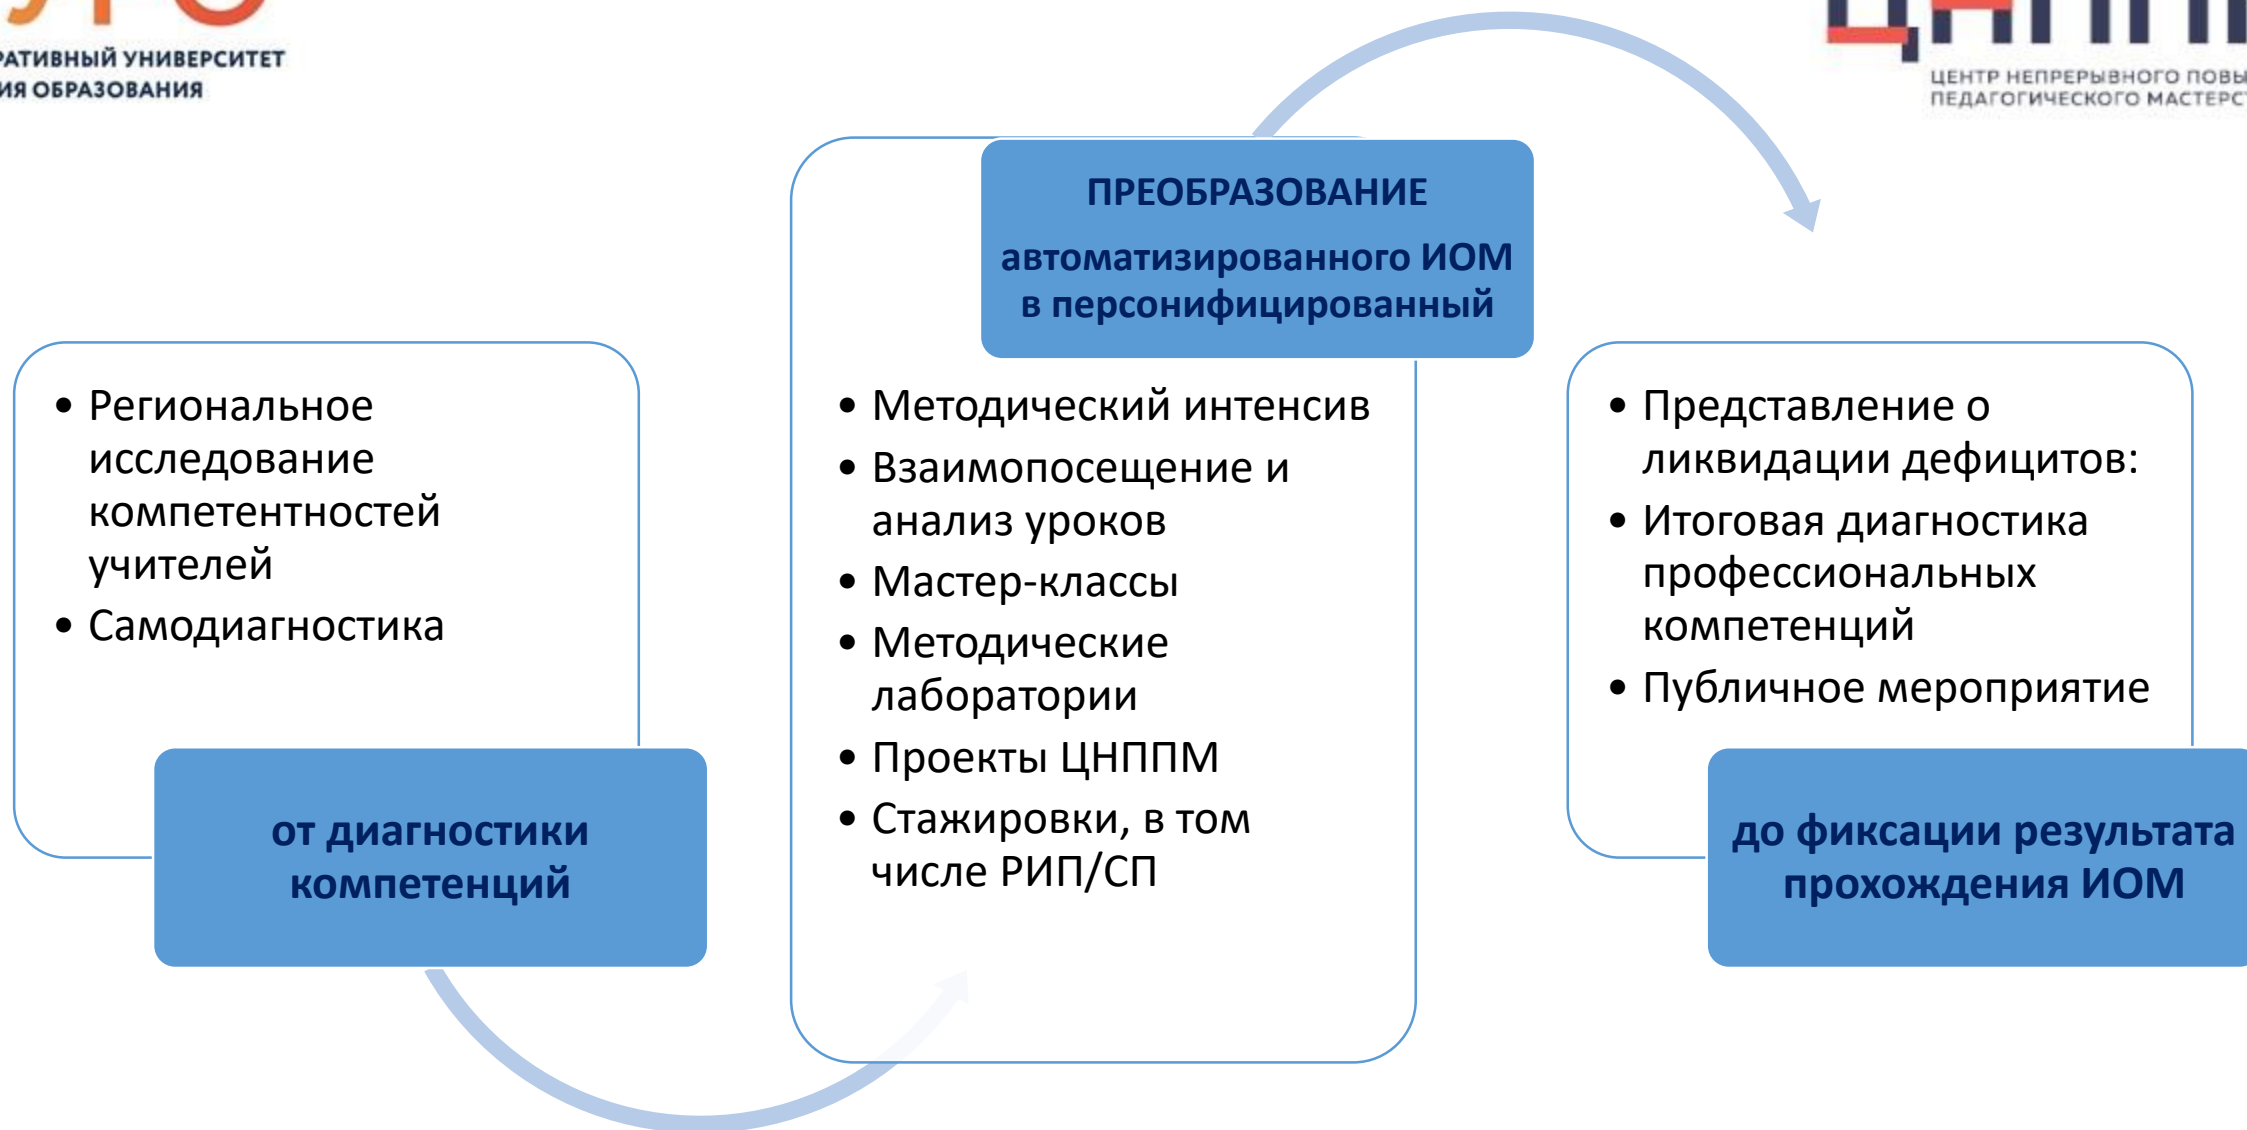 УРО
РАТИВНЫЙ УНИВЕРСИТЕТ
ИЯ ОБРАЗОВАНИЯ
ЦНПП
ЦЕНТР НЕПРЕРЫВНОГО ПОВЫ
ПЕДАГОГИЧЕСКОГО МАСТЕРС
• Региональное
исследование
компетентностей
учителей
• Самодиагностика
от диагностики
компетенций
ПРЕОБРАЗОВАНИЕ
автоматизированного ИОМ
в персонифицированный
• Методический интенсив
• Взаимопосещение и
анализ уроков
• Мастер-классы
• Методические
лаборатории
• Проекты ЦНППМ
• Стажировки, в том
числе РИП/СП
• Представление о
ликвидации дефицитов:
• Итоговая диагностика
профессиональных
компетенций
• Публичное мероприятие
до фиксации результата
прохождения ИОМ